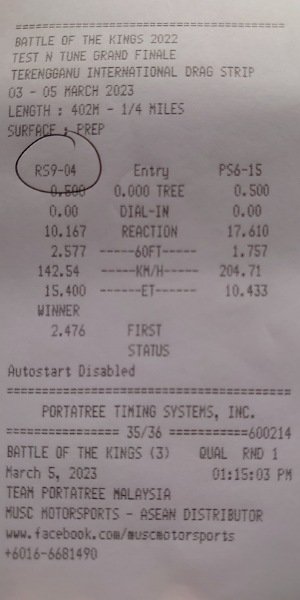 ========================================
BATTLE OF THE KINGS 2022
TEST N TUNE GRAND FINALE
TERENGGANU INTERNATIONAL DRAG STRIP
03 - 05 MARCH 2023
LENGTH : 402M - 1/4 MILES
SURFACE : PREP
RS9-04 Entry PS6-15
0.500 0.000 TREE 0.500
0.00 DIAL-IN 0.00
10.167 REACTION 17.610
2.577 -----60FT----- 1.757
142.54 -----KM/H----- 204.71
15.400 ------ET------ 10.433
WINNER
2.476 FIRST
STATUS
Autostart Disabled
========================================
PORTATREE TIMING SYSTEMS, INC.
================ 35/36 ===========600214
BATTLE OF THE KINGS (3) QUAL RND 1
March 5, 2023 01:15:03 PM
TEAM PORTATREE MALAYSIA
MUSC MOTORSPORTS - ASEAN DISTRIBUTOR
www.facebook.com/muscmotorsports
+6016-6681490